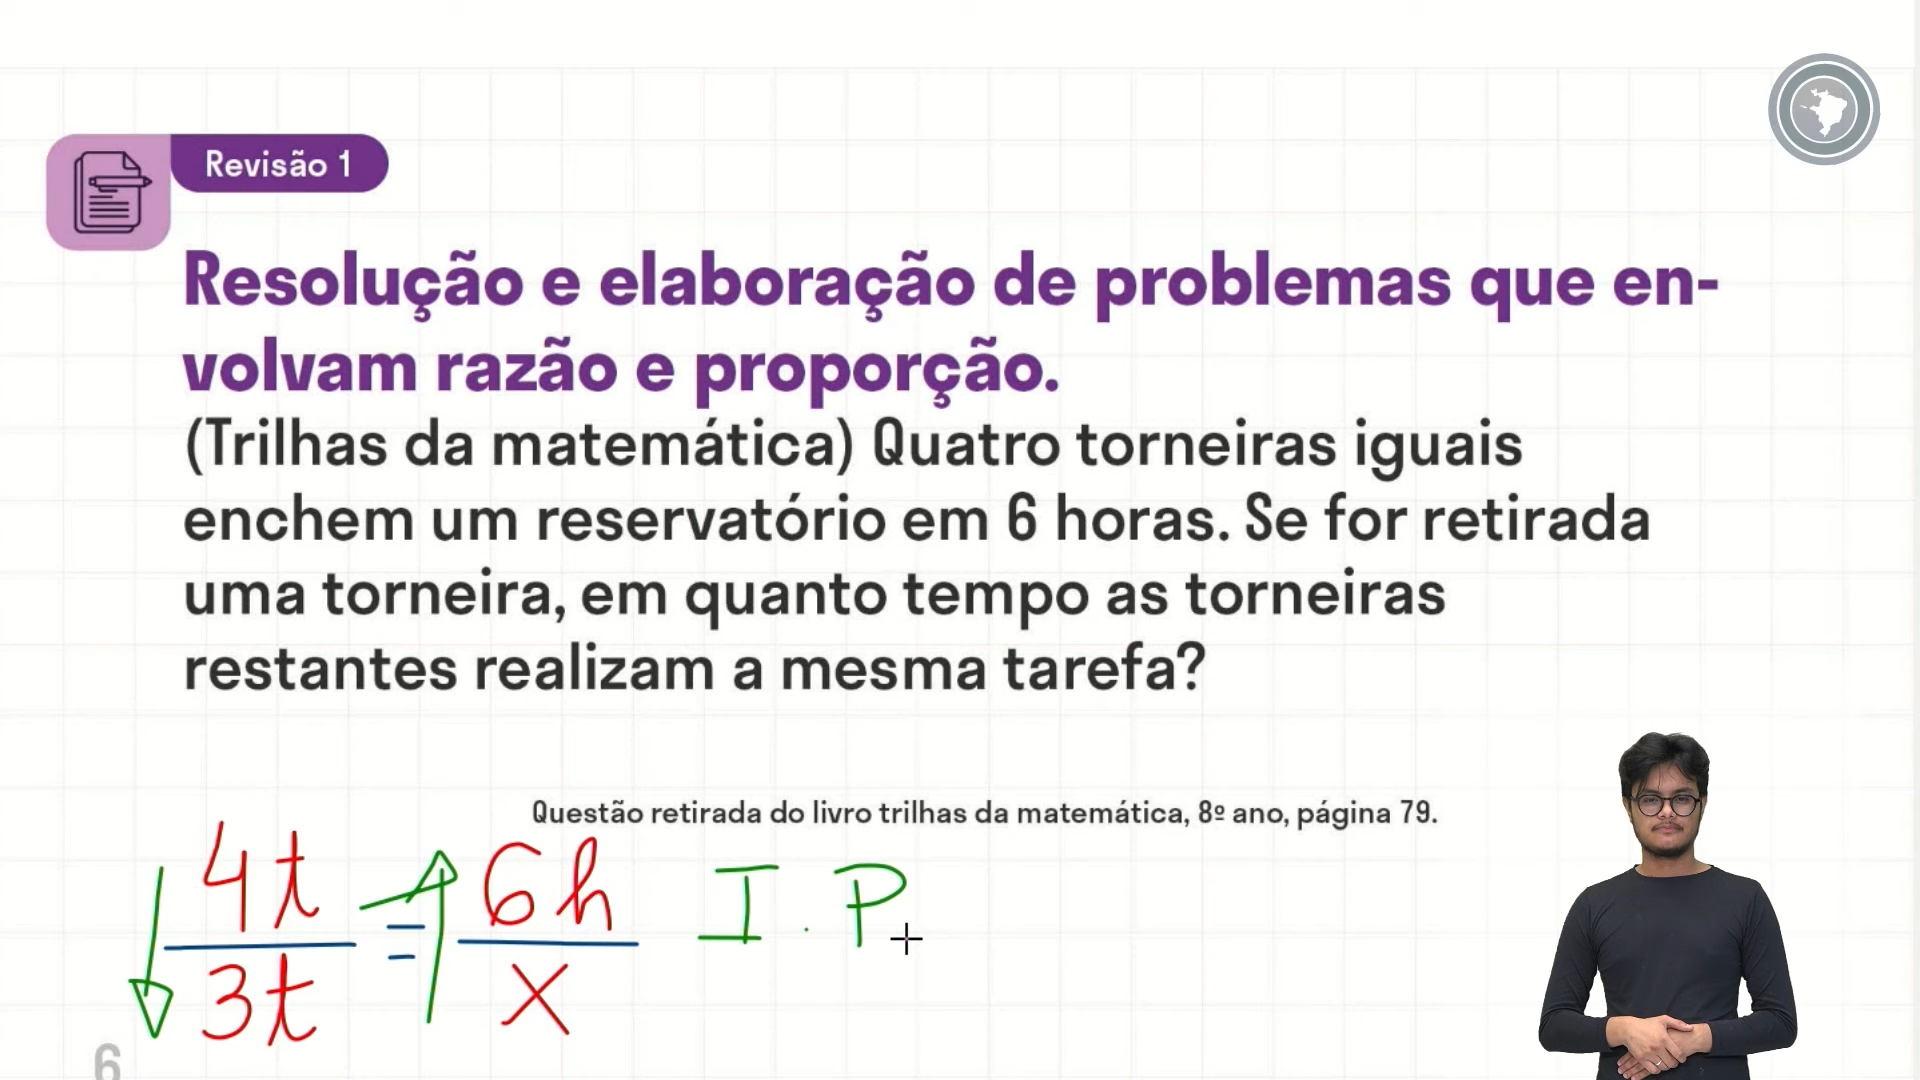 Revisão 1
Resolução e elaboração de problemas que en-
volvam razão e proporção.
(Trilhas da matemática) Quatro torneiras iguais
enchem um reservatório em 6 horas. Se for retirada
uma torneira, em quanto tempo as torneiras
restantes realizam a mesma tarefa?
Questão retirada do livro trilhas da matemática, 8º ano, página 79.
4t = 6h I.P
3t x
6